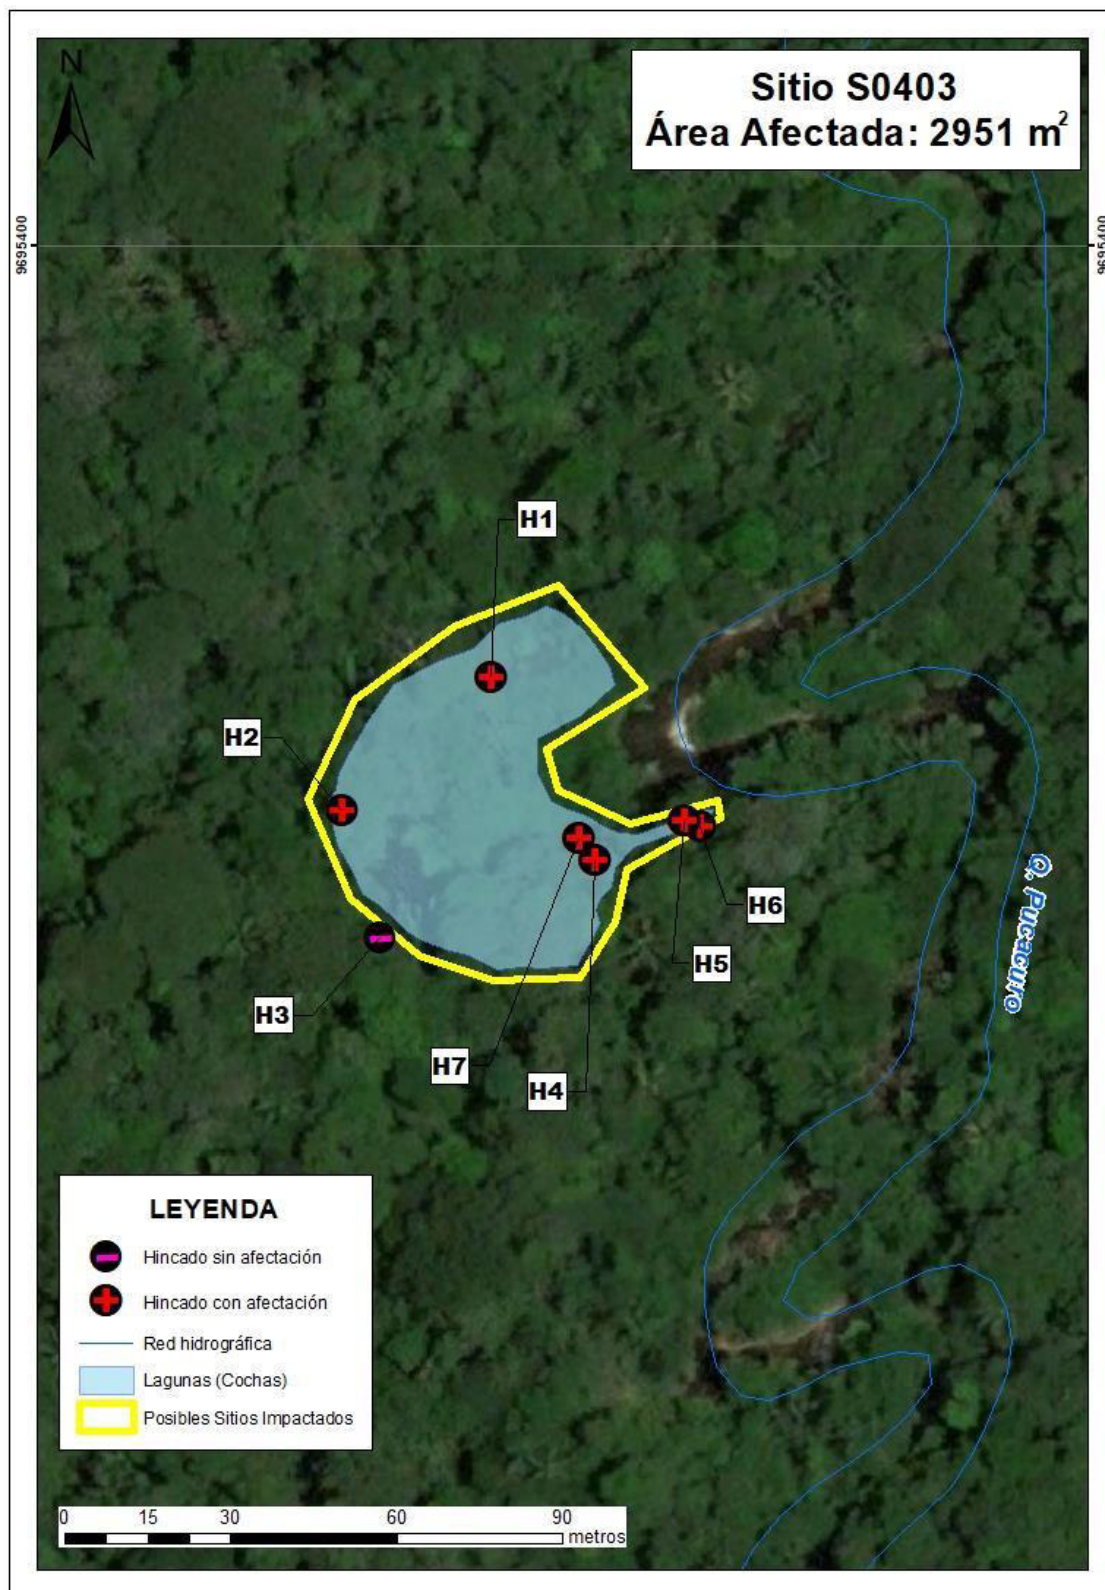 N
Sitio S0403
Área Afectada: 2951 m²
9695400
9695400
H1
H2
H6
H5
H3
H7
H4
Q. Pucacuro
LEYENDA
Hincado sin afectación
Hincado con afectación
Red hidrográfica
Lagunas (Cochas)
Posibles Sitios Impactados
0 15 30 60 90
metros